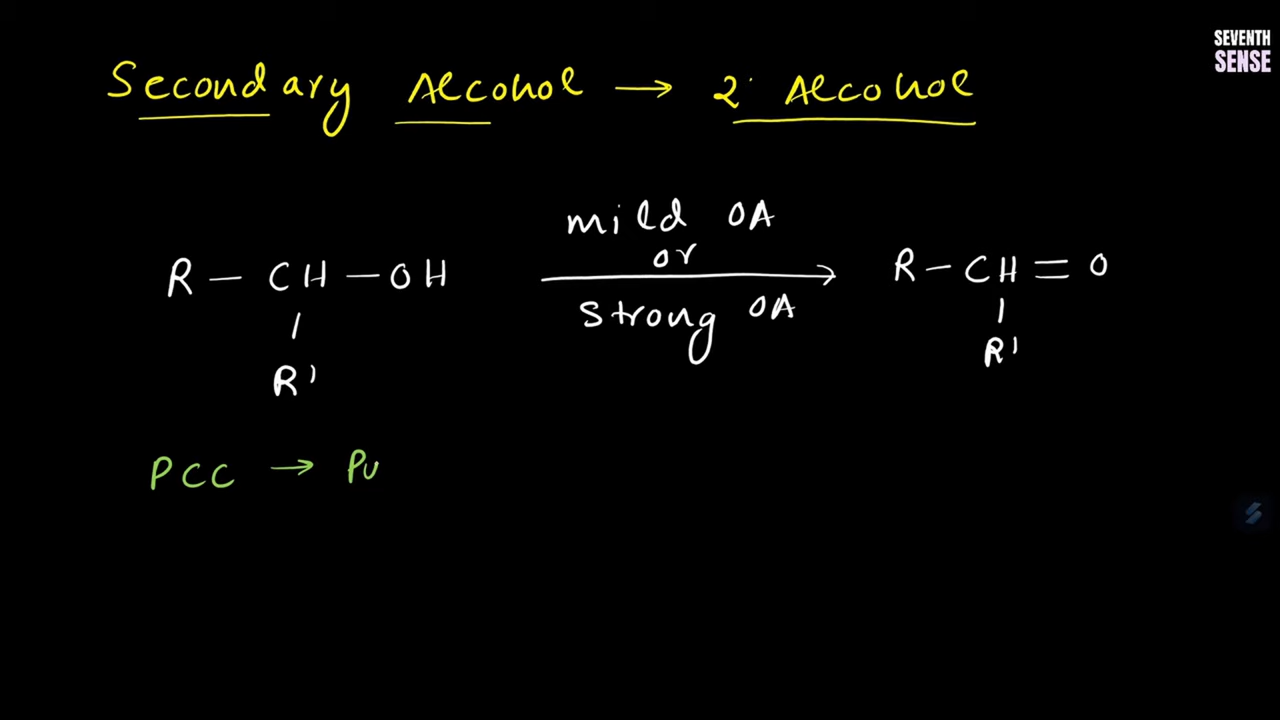 SEVENTH
SENSE
Secondary Alcohol → 2° Alcohol
mild OA
or
R — CH — OH → R — CH = O
strong OA
R' R'
PCC → Pu